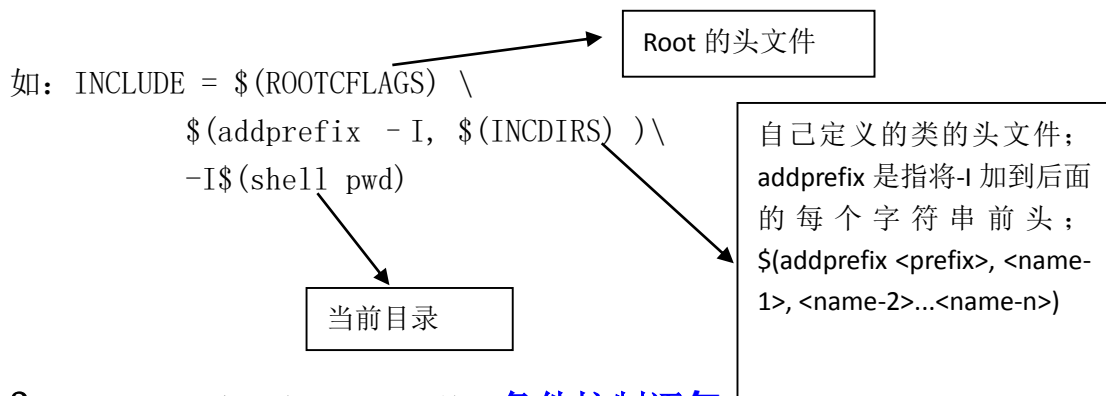 Root 的头文件
如：INCLUDE = $(ROOTCFLAGS) \
$(addprefix –I, $(INCDIRS) )\
-I$(shell pwd)
自己定义的类的头文件；
addprefix 是指将-I 加到后面
的每个字符串前头；
$(addprefix <prefix>, <name-
1>, <name-2>...<name-n>)
当前目录